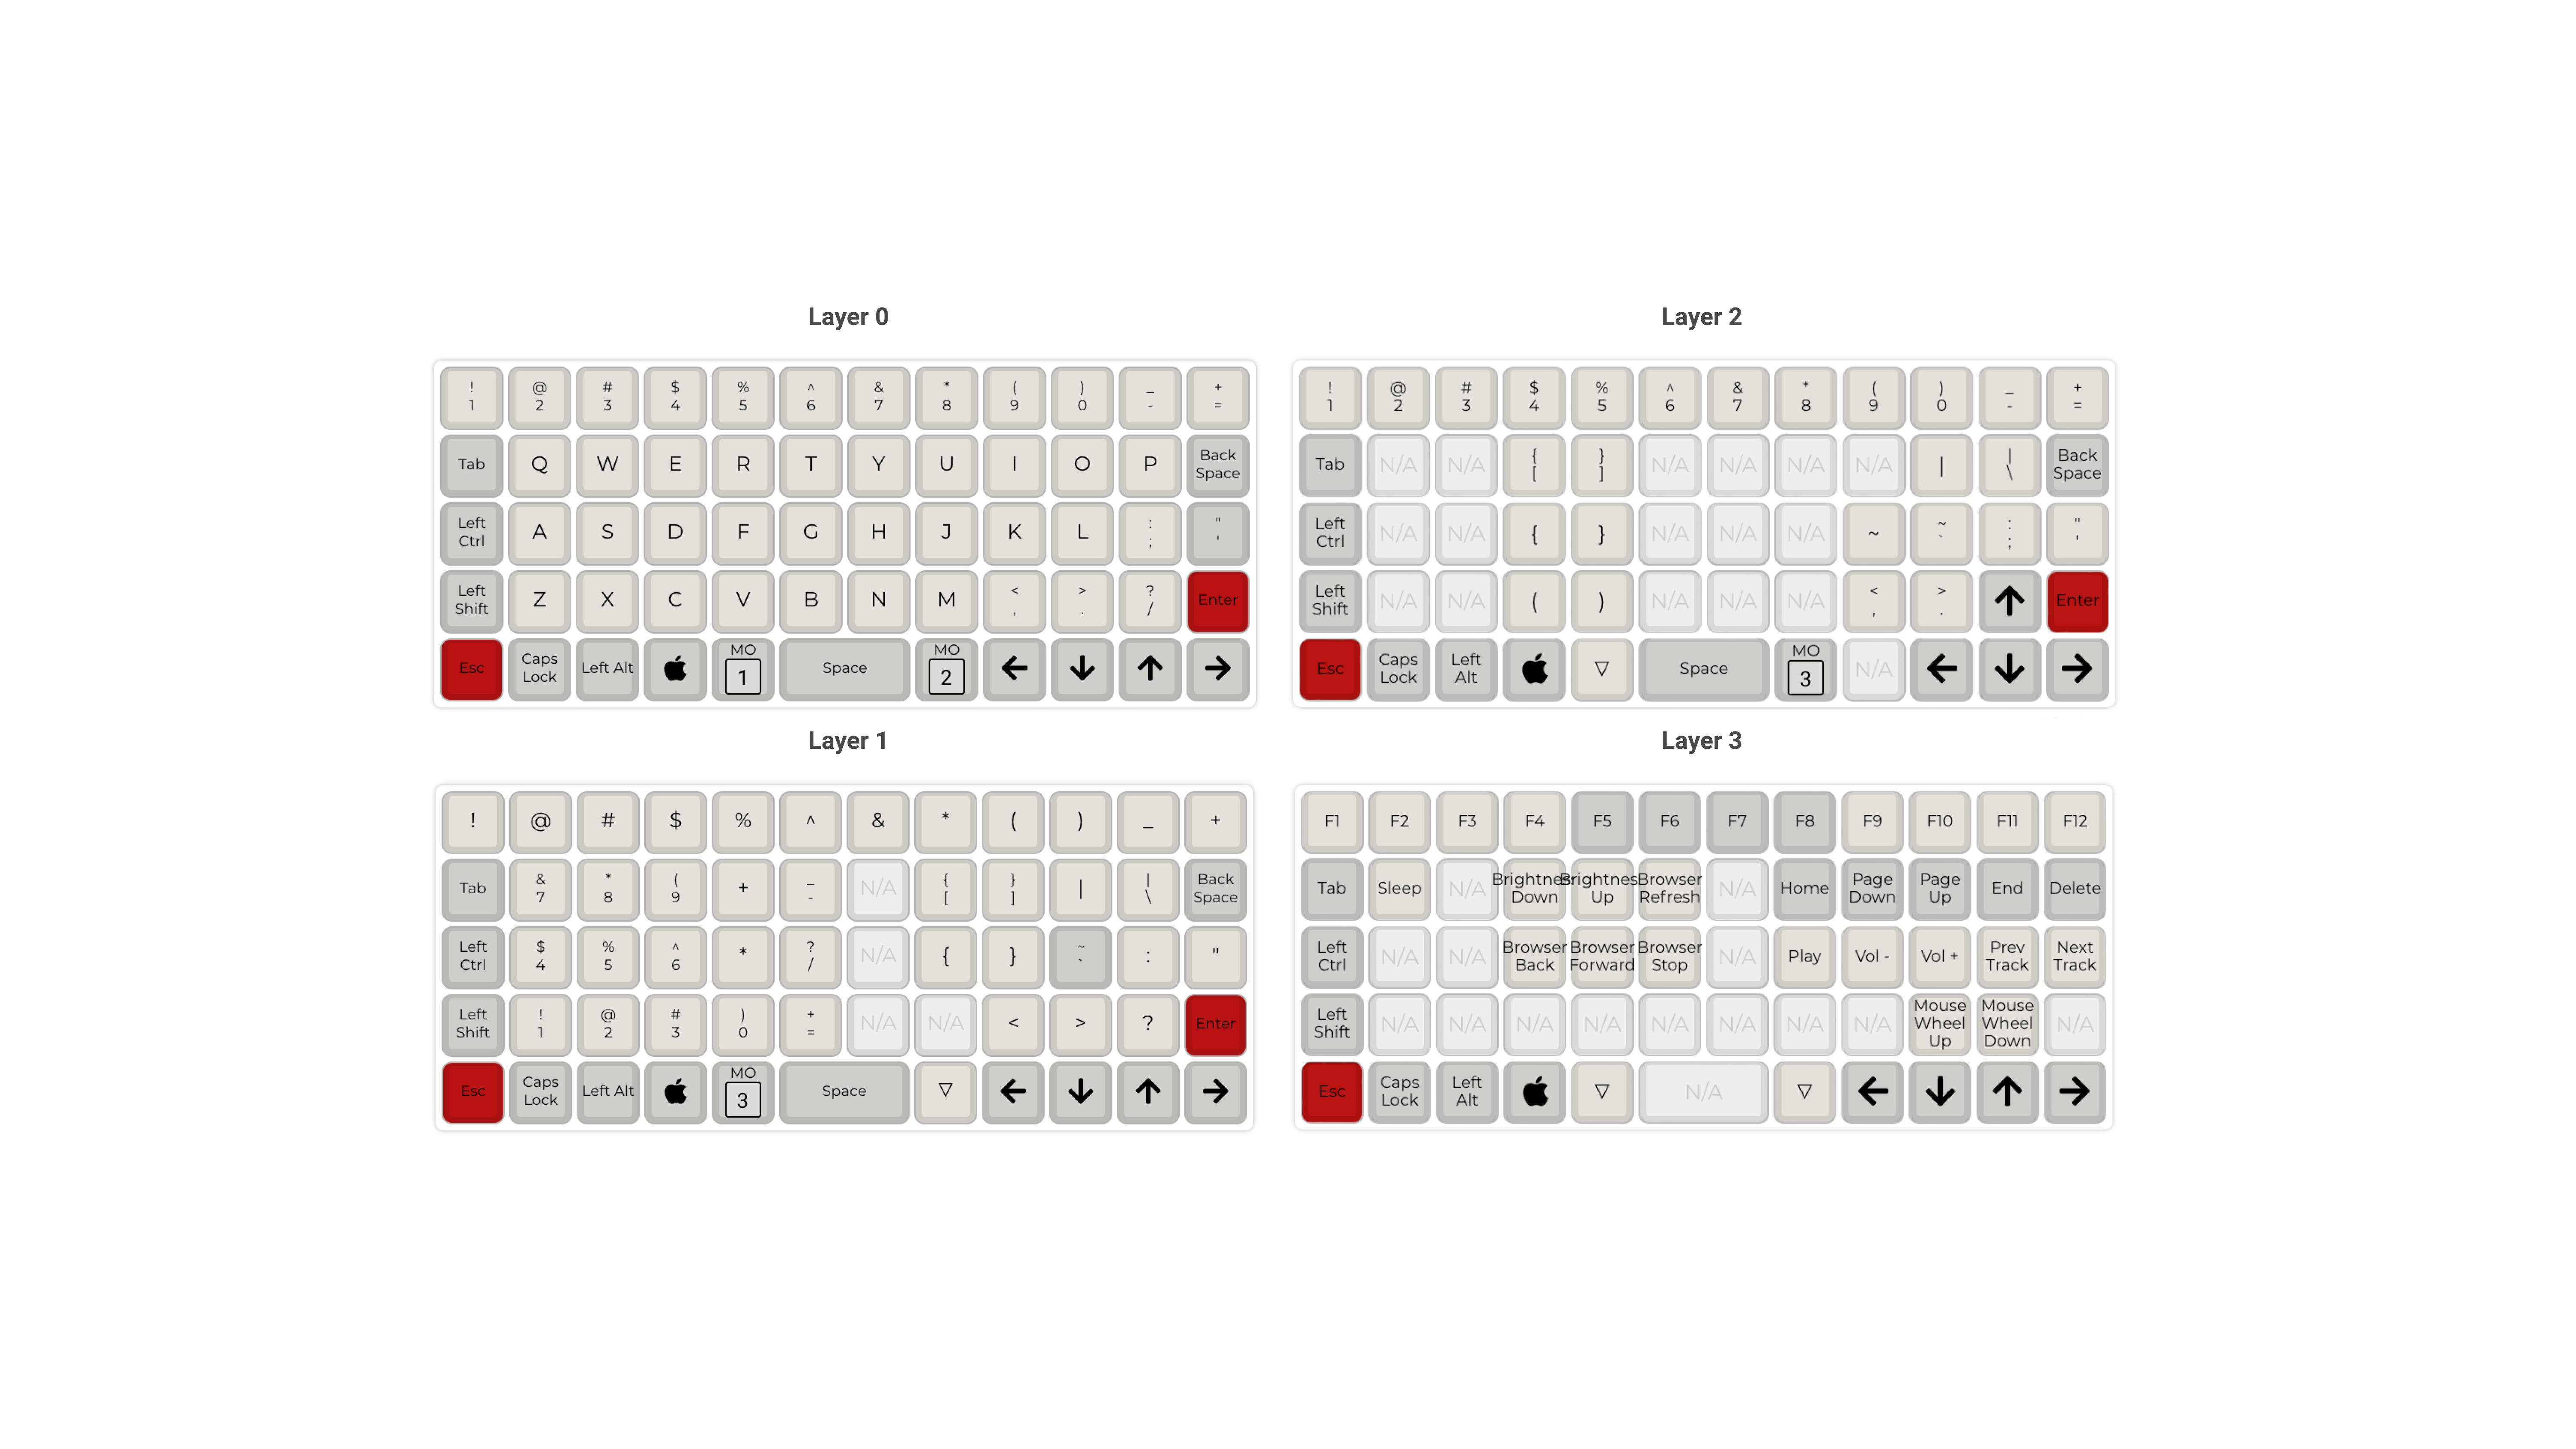 Layer 0
! @ # $ % ^ & * ( ) _ +
1 2 3 4 5 6 7 8 9 0 - =
Tab Q W E R T Y U I O P Back Space
Left Ctrl A S D F G H J K L : ; " '
Left Shift Z X C V B N M < , > . ? / Enter
Esc Caps Lock Left Alt MO 1 Space MO 2 ← ↓ ↑ →
Layer 2
! @ # $ % ^ & * ( ) _ +
1 2 3 4 5 6 7 8 9 0 - =
Tab N/A N/A { [ } ] N/A N/A N/A N/A | | \ Back Space
Left Ctrl N/A N/A { } N/A N/A N/A ~ ~ ` : ; " '
Left Shift N/A N/A ( ) N/A N/A N/A < , > . ↑ Enter
Esc Caps Lock Left Alt ▽ Space MO 3 N/A ← ↓ →
Layer 1
! @ # $ % ^ & * ( ) _ +
Tab & 7 * 8 ( 9 + _ - N/A { [ } ] | | \ Back Space
Left Ctrl $ 4 % 5 ^ 6 * ? / N/A { } ~ ` : "
Left Shift ! 1 @ 2 # 3 ) 0 + = N/A N/A < > ? Enter
Esc Caps Lock Left Alt MO 3 Space ▽ ← ↓ ↑ →
Layer 3
F1 F2 F3 F4 F5 F6 F7 F8 F9 F10 F11 F12
Tab Sleep N/A Brightness Down Brightness Up Browser Refresh N/A Home Page Down Page Up End Delete
Left Ctrl N/A N/A Browser Back Browser Forward Browser Stop N/A Play Vol - Vol + Prev Track Next Track
Left Shift N/A N/A N/A N/A N/A N/A N/A N/A Mouse Wheel Up Mouse Wheel Down N/A
Esc Caps Lock Left Alt ▽ N/A ▽ ← ↓ ↑ →